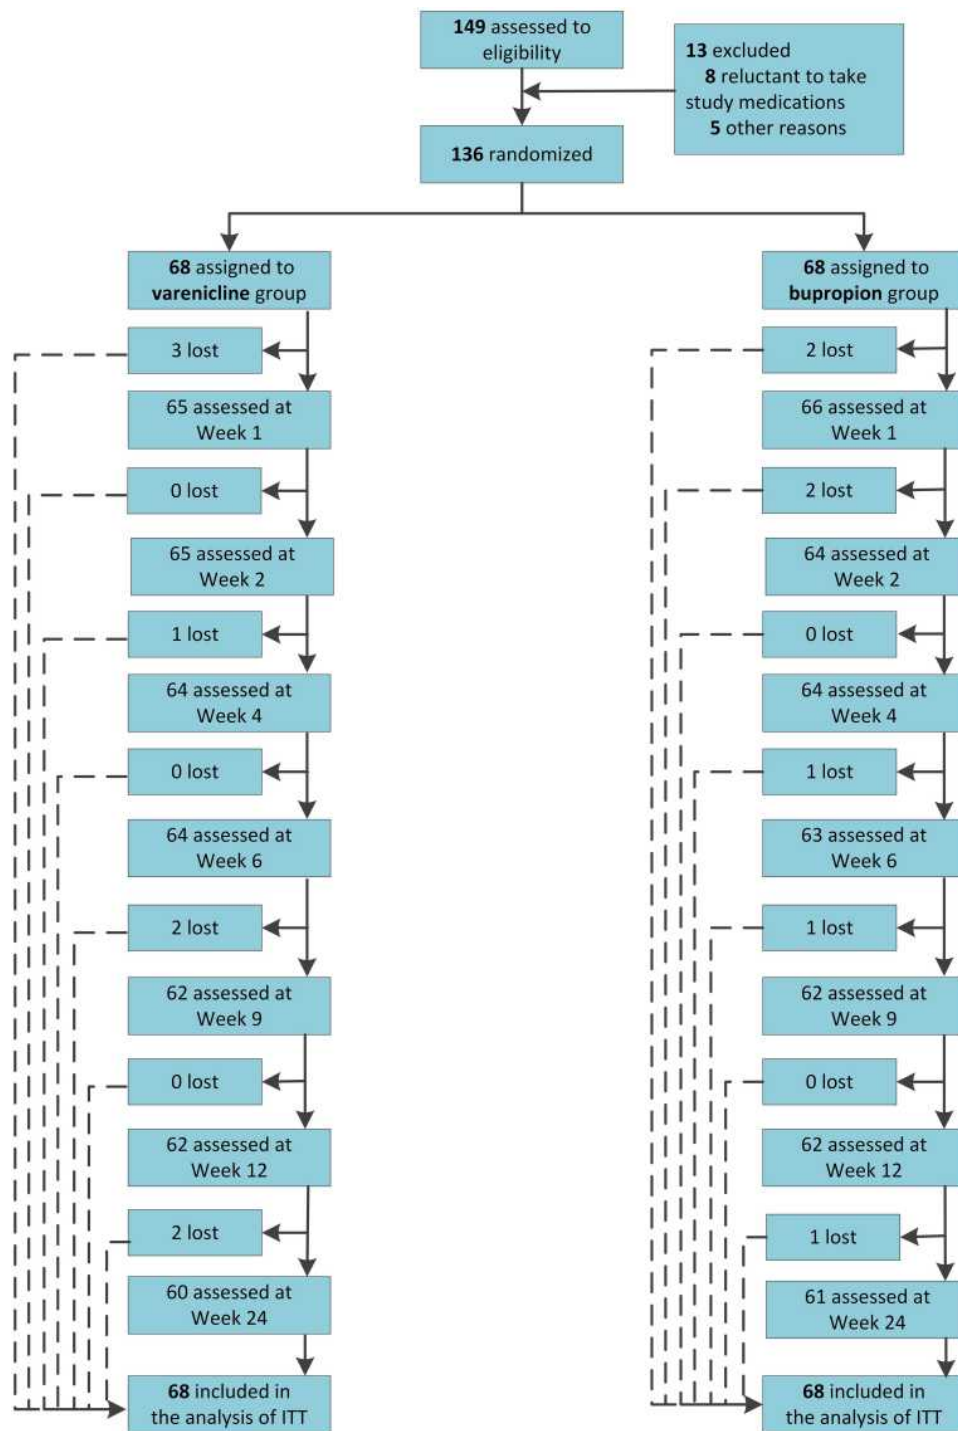 149 assessed to
eligibility
13 excluded
8 reluctant to take
study medications
5 other reasons
136 randomized
68 assigned to
varenicline group
3 lost
65 assessed at
Week 1
0 lost
65 assessed at
Week 2
1 lost
64 assessed at
Week 4
0 lost
64 assessed at
Week 6
2 lost
62 assessed at
Week 9
0 lost
62 assessed at
Week 12
2 lost
60 assessed at
Week 24
68 included in
the analysis of ITT
68 assigned to
bupropion group
2 lost
66 assessed at
Week 1
2 lost
64 assessed at
Week 2
0 lost
64 assessed at
Week 4
1 lost
63 assessed at
Week 6
1 lost
62 assessed at
Week 9
0 lost
62 assessed at
Week 12
1 lost
61 assessed at
Week 24
68 included in
the analysis of ITT